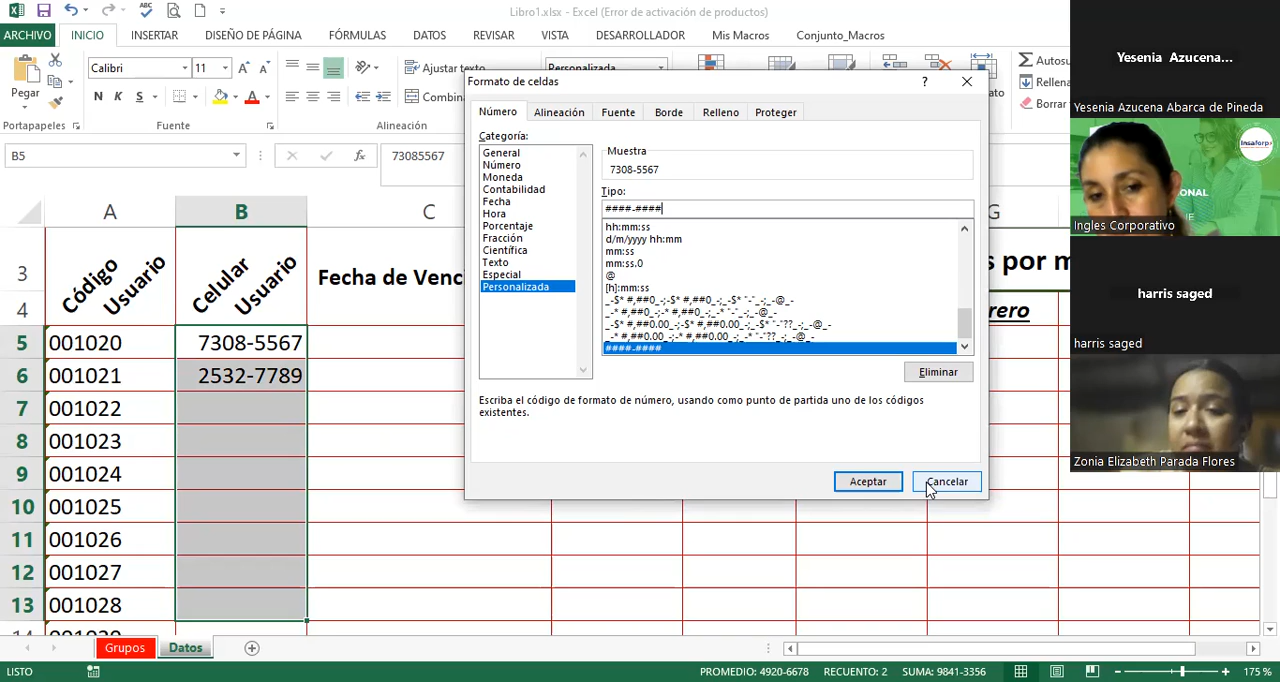 Libro1.xlsx - Excel (Error de activación de productos)
ARCHIVO INICIO INSERTAR DISEÑO DE PÁGINA FÓRMULAS DATOS REVISAR VISTA DESARROLLADOR Mis Macros Conjunto_Macros
Pegar
Calibri 11
Ajustar texto
Personalizada
N K S
Portapapeles Fuente Alineación
B5 73085567
A B C G
3 4
Código Usuario
Celular Usuario
Fecha de Venci
s por m
rero
5 001020 7308-5567
6 001021 2532-7789
7 001022
8 001023
9 001024
10 001025
11 001026
12 001027
13 001028
Formato de celdas
? ×
Número Alineación Fuente Borde Relleno Proteger
Categoría:
General
Número
Moneda
Contabilidad
Fecha
Hora
Porcentaje
Fracción
Científica
Texto
Especial
Personalizada
Muestra
7308-5567
Tipo:
####-####
hh:mm:ss
d/m/yyyy hh:mm
mm:ss
mm:ss.0
@
[h]:mm:ss
####-####
Eliminar
Escriba el código de formato de número, usando como punto de partida uno de los códigos
existentes.
Aceptar Cancelar
Autosu
Rellena
Borrar
Yesenia Azucena...
Yesenia Azucena Abarca de Pineda
Insaforp
ONAL
Ingles Corporativo
harris saged
harris saged
Zonia Elizabeth Parada Flores
Grupos Datos
LISTO PROMEDIO: 4920-6678 RECUENTO: 2 SUMA: 9841-3356 175 %